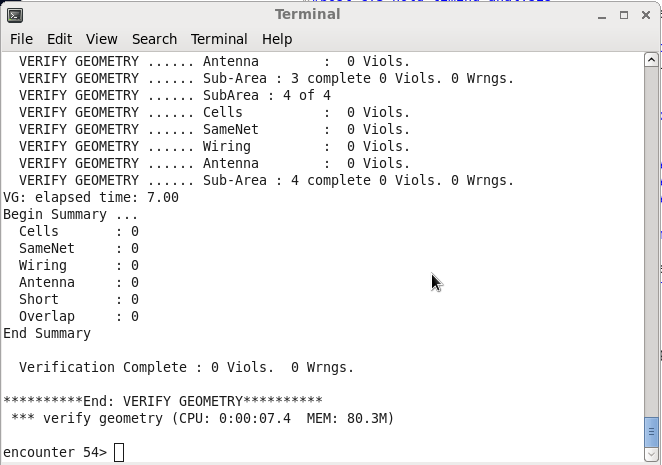 Terminal
File Edit View Search Terminal Help
VERIFY GEOMETRY ...... Antenna : 0 Viols.
VERIFY GEOMETRY ...... Sub-Area : 3 complete 0 Viols. 0 Wrngs.
VERIFY GEOMETRY ...... SubArea : 4 of 4
VERIFY GEOMETRY ...... Cells : 0 Viols.
VERIFY GEOMETRY ...... SameNet : 0 Viols.
VERIFY GEOMETRY ...... Wiring : 0 Viols.
VERIFY GEOMETRY ...... Antenna : 0 Viols.
VERIFY GEOMETRY ...... Sub-Area : 4 complete 0 Viols. 0 Wrngs.
VG: elapsed time: 7.00
Begin Summary ...
Cells : 0
SameNet : 0
Wiring : 0
Antenna : 0
Short : 0
Overlap : 0
End Summary
Verification Complete : 0 Viols. 0 Wrngs.
**********End: VERIFY GEOMETRY**********
*** verify geometry (CPU: 0:00:07.4 MEM: 80.3M)
encounter 54>